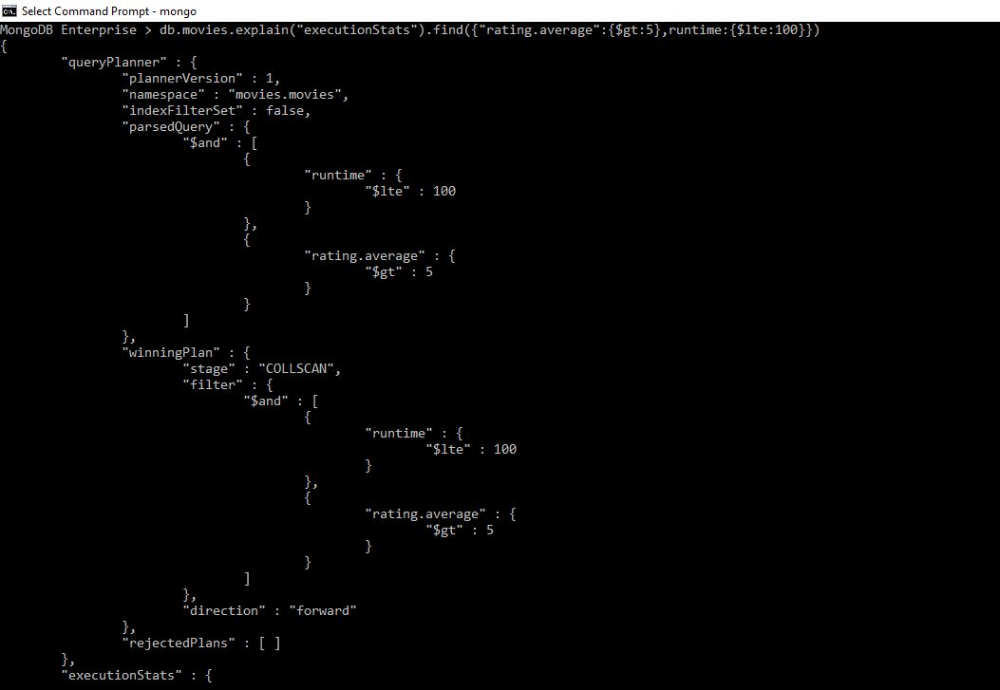 Select Command Prompt - mongo
MongoDB Enterprise > db.movies.explain("executionStats").find({"rating.average":{$gt:5},runtime:{$lte:100}})
{
        "queryPlanner" : {
                "plannerVersion" : 1,
                "namespace" : "movies.movies",
                "indexFilterSet" : false,
                "parsedQuery" : {
                        "$and" : [
                                {
                                        "runtime" : {
                                                "$lte" : 100
                                        }
                                },
                                {
                                        "rating.average" : {
                                                "$gt" : 5
                                        }
                                }
                        ]
                },
                "winningPlan" : {
                        "stage" : "COLLSCAN",
                        "filter" : {
                                "$and" : [
                                        {
                                                "runtime" : {
                                                        "$lte" : 100
                                                }
                                        },
                                        {
                                                "rating.average" : {
                                                        "$gt" : 5
                                                }
                                        }
                                ]
                        },
                        "direction" : "forward"
                },
                "rejectedPlans" : [ ]
        },
        "executionStats" : {